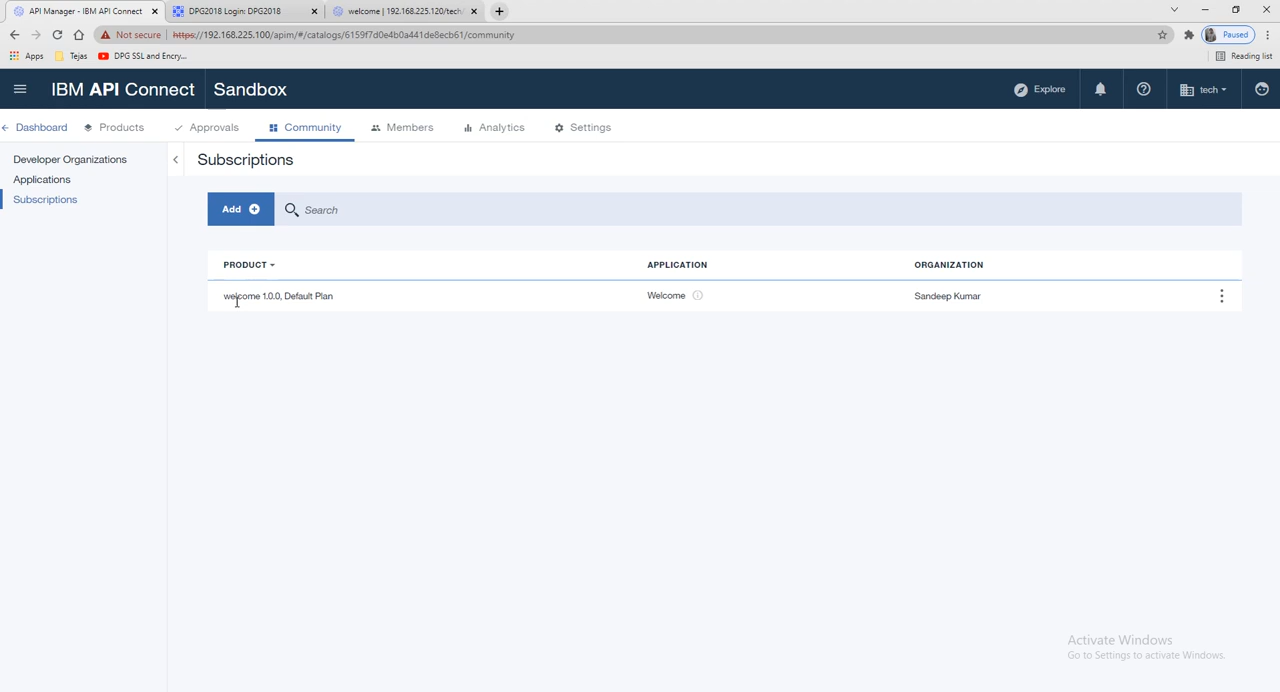 API Manager - IBM API Connect
DPG2018 Login: DPG2018
welcome | 192.168.225.120/tech/
Not secure | https://192.168.225.100/apim/#/catalogs/6159f7d0e4b0a441de8ecb61/community
Paused
Apps
Tejas
DPG SSL and Encry...
Reading list
IBM API Connect
Sandbox
Explore
tech
Dashboard
Products
Approvals
Community
Members
Analytics
Settings
Developer Organizations
Applications
Subscriptions
Subscriptions
Add
Search
PRODUCT
APPLICATION
ORGANIZATION
welcome 1.0.0, Default Plan
Welcome
Sandeep Kumar
Activate Windows
Go to Settings to activate Windows.